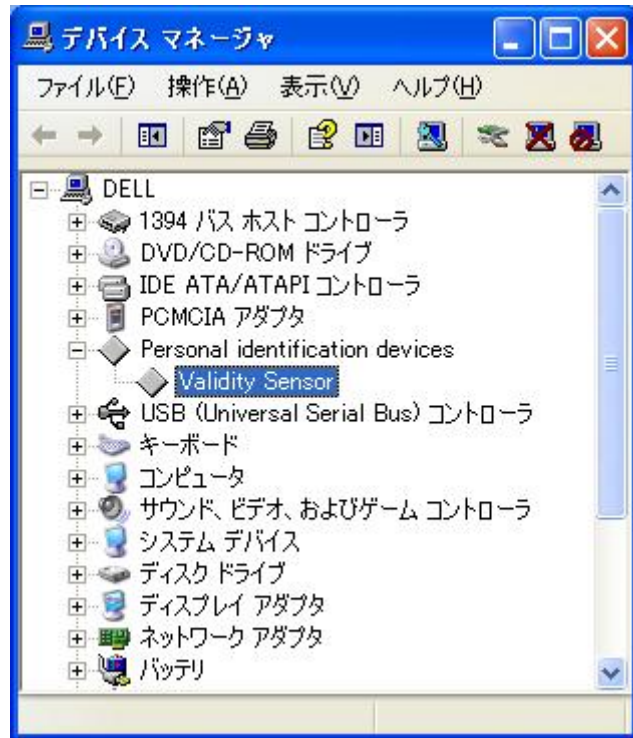 デバイス マネージャ
ファイル(F) 操作(A) 表示(V) ヘルプ(H)
DELL
1394 バス ホスト コントローラ
DVD/CD-ROM ドライブ
IDE ATA/ATAPI コントローラ
PCMCIA アダプタ
Personal identification devices
Validity Sensor
USB (Universal Serial Bus) コントローラ
キーボード
コンピュータ
サウンド、ビデオ、およびゲーム コントローラ
システム デバイス
ディスク ドライブ
ディスプレイ アダプタ
ネットワーク アダプタ
バッテリ